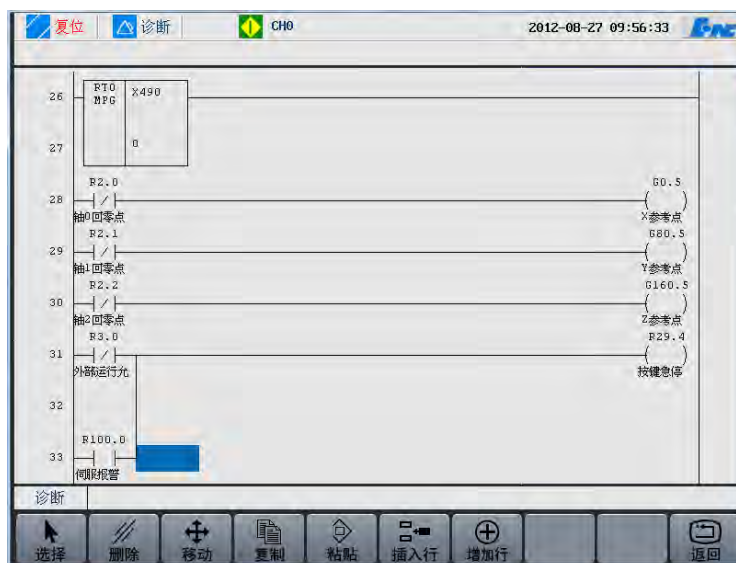 复位 诊断 CH0 2012-08-27 09:56:33
26 RTO MPG X490
27 0
R2.0 G0.5
28
轴0回零点 X参考点
R2.1 G80.5
29
轴1回零点 Y参考点
R2.2 G160.5
30
轴2回零点 Z参考点
R3.0 R29.4
31
外部运行允 按键急停
32
R100.0
33
伺服报警
诊断
选择 删除 移动 复制 粘贴 插入行 增加行 返回